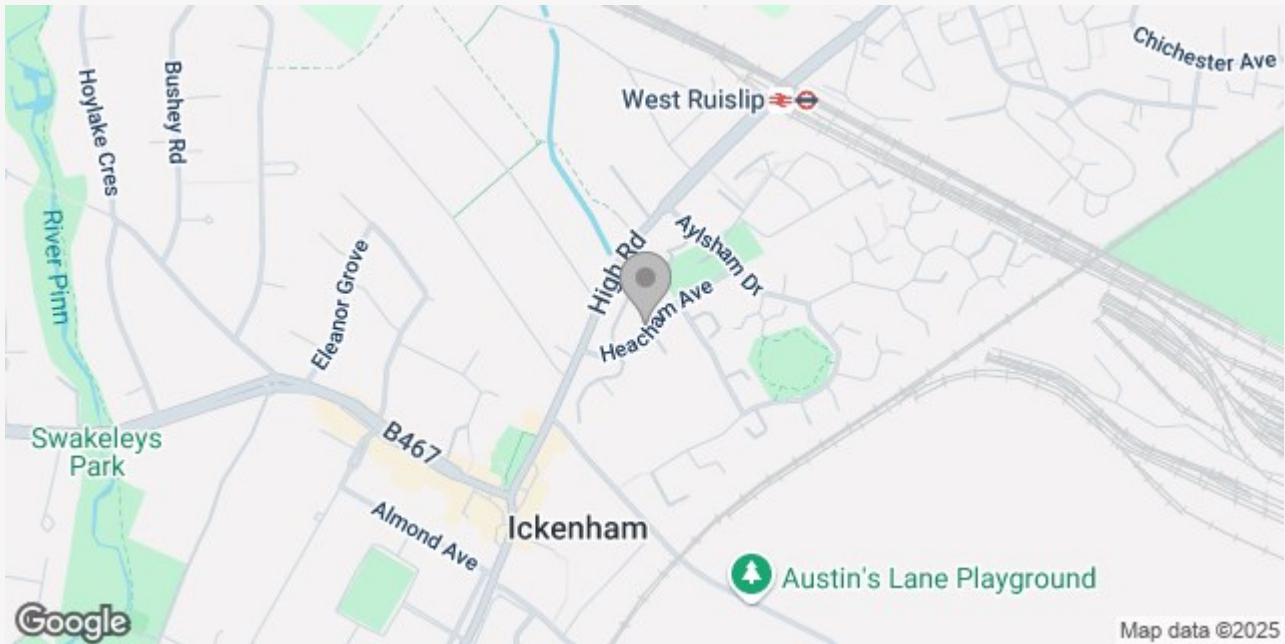 Chichester Ave
Bushey Rd
Hoylake Cres
West Ruislip
River Pinn
Aylsham Dr
High Rd
Heacham Ave
Eleanor Grove
Swakeleys
Park
B467
Almond Ave
Ickenham
Austin's Lane Playground
Google
Map data ©2025